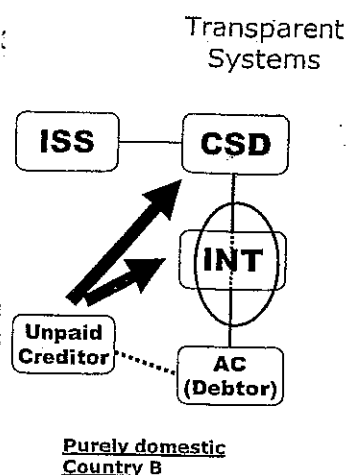 Transparent
Systems
ISS
CSD
INT
Unpaid
Creditor
AC
(Debtor)
Purely domestic
Country B